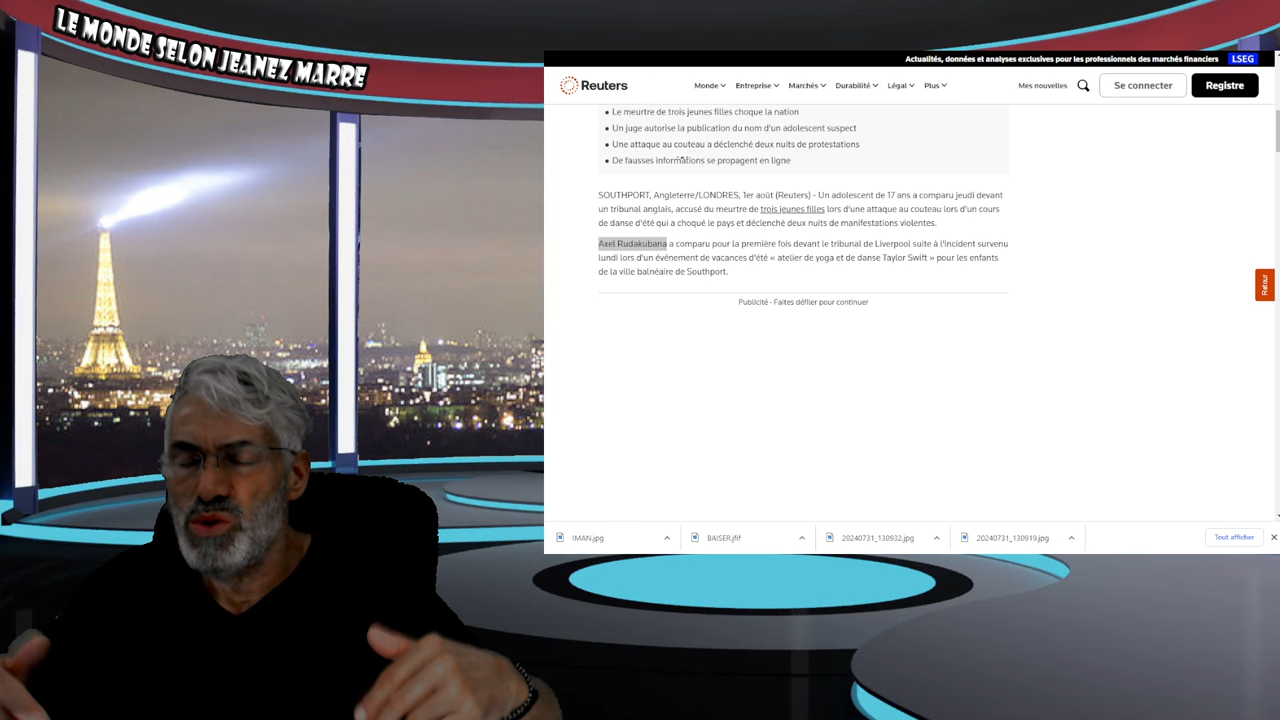 LE MONDE SELON JEANEZ MARRE
Actualités, données et analyses exclusives pour les professionnels des marchés financiers
LSEG
Reuters
Monde
Entreprise
Marchés
Durabilité
Légal
Plus
Mes nouvelles
Se connecter
Registre
Le meurtre de trois jeunes filles choque la nation
Un juge autorise la publication du nom d'un adolescent suspect
Une attaque au couteau a déclenché deux nuits de protestations
De fausses informations se propagent en ligne
SOUTHPORT, Angleterre/LONDRES, 1er août (Reuters) - Un adolescent de 17 ans a comparu jeudi devant
un tribunal anglais, accusé du meurtre de trois jeunes filles lors d'une attaque au couteau lors d'un cours
de danse d'été qui a choqué le pays et déclenché deux nuits de manifestations violentes.
Axel Rudakubana a comparu pour la première fois devant le tribunal de Liverpool suite à l'incident survenu
lundi lors d'un événement de vacances d'été « atelier de yoga et de danse Taylor Swift » pour les enfants
de la ville balnéaire de Southport.
Retour
Publicité - Faites défiler pour continuer
IMAN.jpg
BAISER.jfif
20240731_130932.jpg
20240731_130919.jpg
Tout afficher